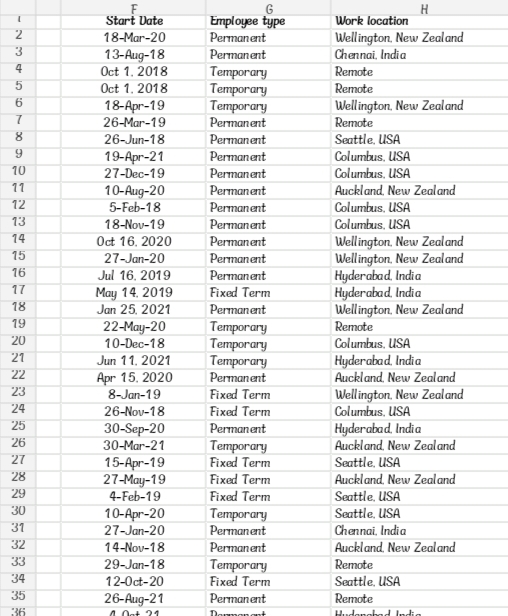 F G H
1 Start Date Employee type Work location
2 18-Mar-20 Permanent Wellington, New Zealand
3 13-Aug-18 Permanent Chennai, India
4 Oct 1, 2018 Temporary Remote
5 Oct 1, 2018 Temporary Remote
6 18-Apr-19 Temporary Wellington, New Zealand
7 26-Mar-19 Permanent Remote
8 26-Jun-18 Permanent Seattle, USA
9 19-Apr-21 Permanent Columbus, USA
10 27-Dec-19 Permanent Columbus, USA
11 10-Aug-20 Permanent Auckland, New Zealand
12 5-Feb-18 Permanent Columbus, USA
13 18-Nov-19 Permanent Columbus, USA
14 Oct 16, 2020 Permanent Wellington, New Zealand
15 27-Jan-20 Permanent Wellington, New Zealand
16 Jul 16, 2019 Permanent Hyderabad, India
17 May 14, 2019 Fixed Term Hyderabad, India
18 Jan 25, 2021 Permanent Wellington, New Zealand
19 22-May-20 Temporary Remote
20 10-Dec-18 Temporary Columbus, USA
21 Jun 11, 2021 Temporary Hyderabad, India
22 Apr 15, 2020 Permanent Auckland, New Zealand
23 8-Jan-19 Fixed Term Wellington, New Zealand
24 26-Nov-18 Fixed Term Columbus, USA
25 30-Sep-20 Permanent Hyderabad, India
26 30-Mar-21 Temporary Auckland, New Zealand
27 15-Apr-19 Fixed Term Seattle, USA
28 27-May-19 Fixed Term Auckland, New Zealand
29 4-Feb-19 Fixed Term Seattle, USA
30 10-Apr-20 Temporary Seattle, USA
31 27-Jan-20 Permanent Chennai, India
32 14-Nov-18 Permanent Auckland, New Zealand
33 29-Jan-18 Temporary Remote
34 12-Oct-20 Fixed Term Seattle, USA
35 26-Aug-21 Permanent Remote
36 4-Oct-21 Permanent Hyderabad, India